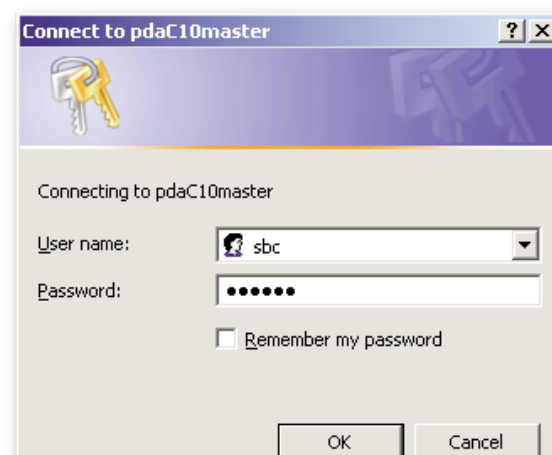 Connect to pdaC10master
Connecting to pdaC10master
User name: sbc
Password: ••••••
Remember my password
OK Cancel